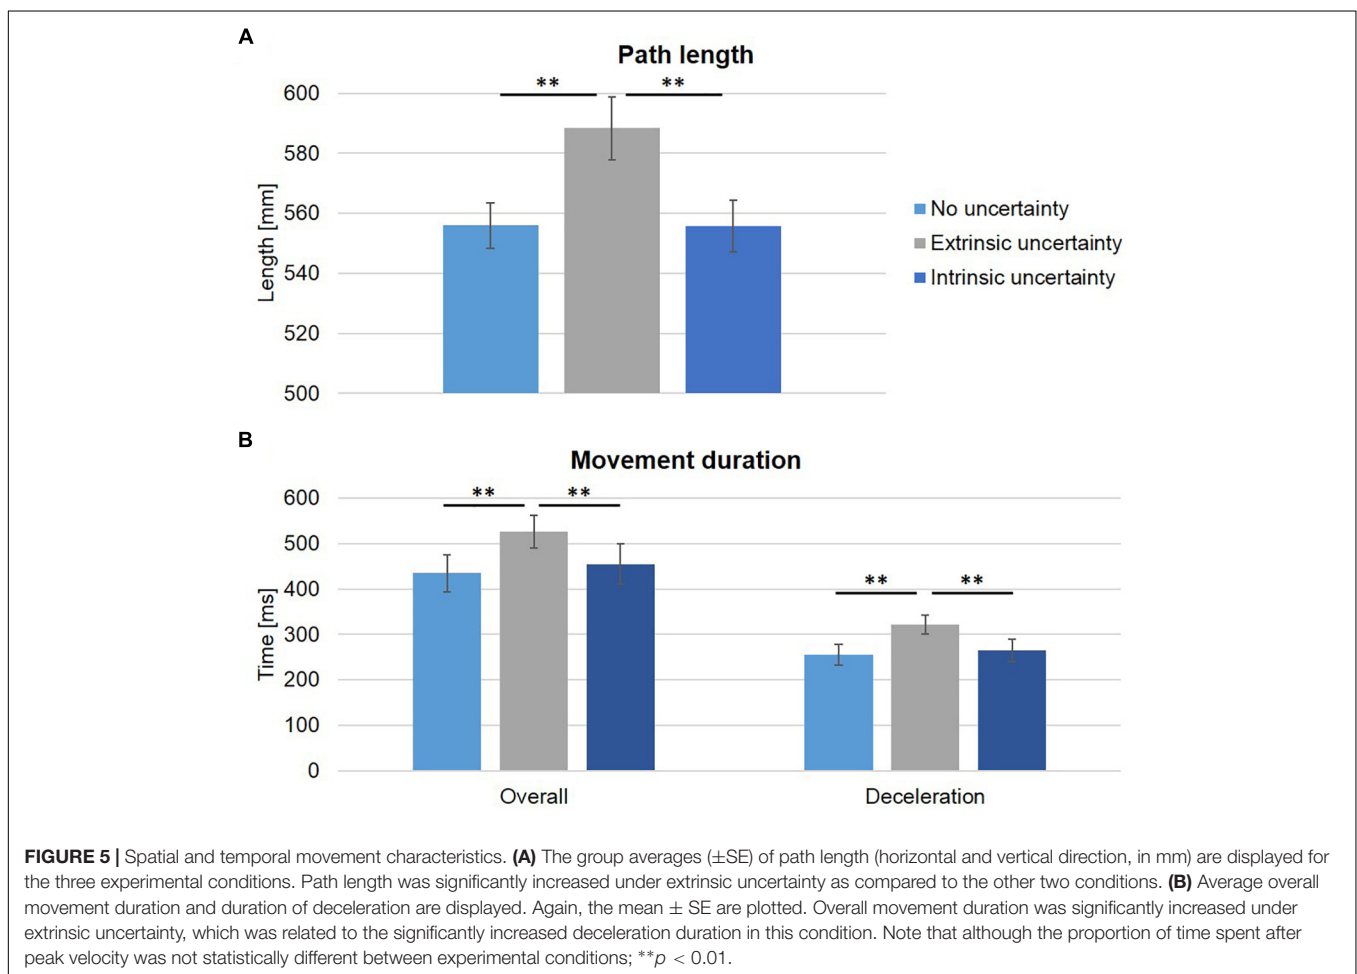 A
Path length
** **
600
580
560
540
520
500
Length [mm]
No uncertainty
Extrinsic uncertainty
Intrinsic uncertainty
B
Movement duration
** **
** **
600
500
400
300
200
100
0
Time [ms]
Overall Deceleration
FIGURE 5 | Spatial and temporal movement characteristics. (A) The group averages (±SE) of path length (horizontal and vertical direction, in mm) are displayed for
the three experimental conditions. Path length was significantly increased under extrinsic uncertainty as compared to the other two conditions. (B) Average overall
movement duration and duration of deceleration are displayed. Again, the mean ± SE are plotted. Overall movement duration was significantly increased under
extrinsic uncertainty, which was related to the significantly increased deceleration duration in this condition. Note that although the proportion of time spent after
peak velocity was not statistically different between experimental conditions; **p < 0.01.